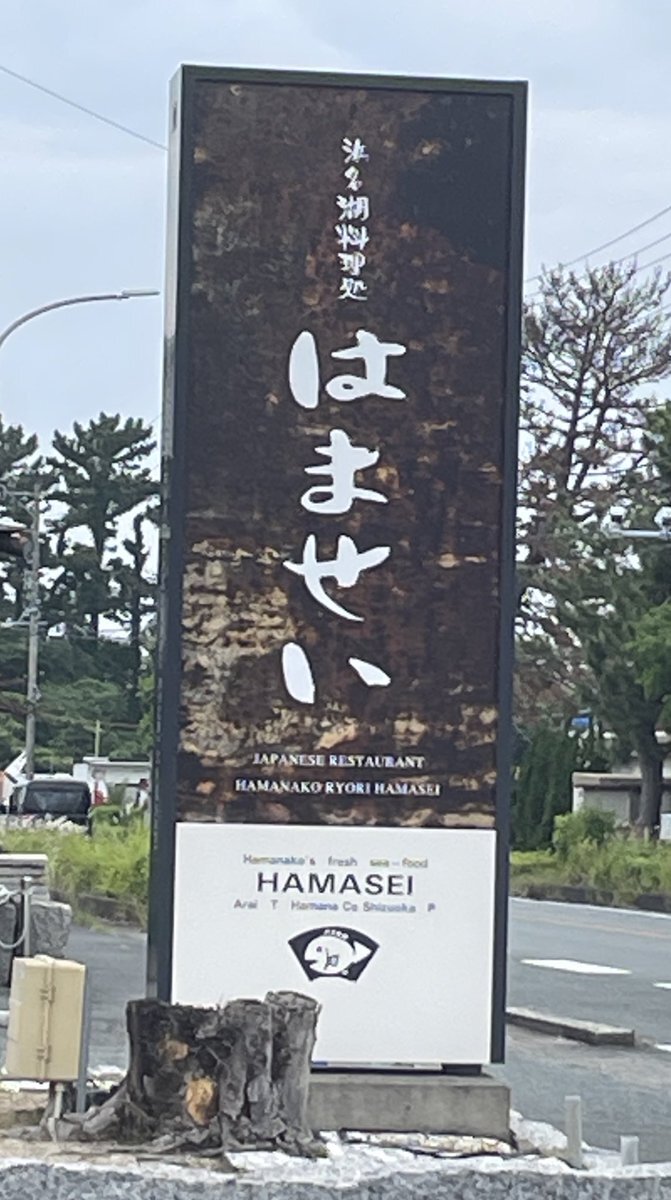 浜名湖料理処
はませい
JAPANESE RESTAURANT
HAMANAKO RYORI HAMASEI
Hamanako's fresh sea-food
HAMASEI
Arai T Hamana Co Shizuoka P